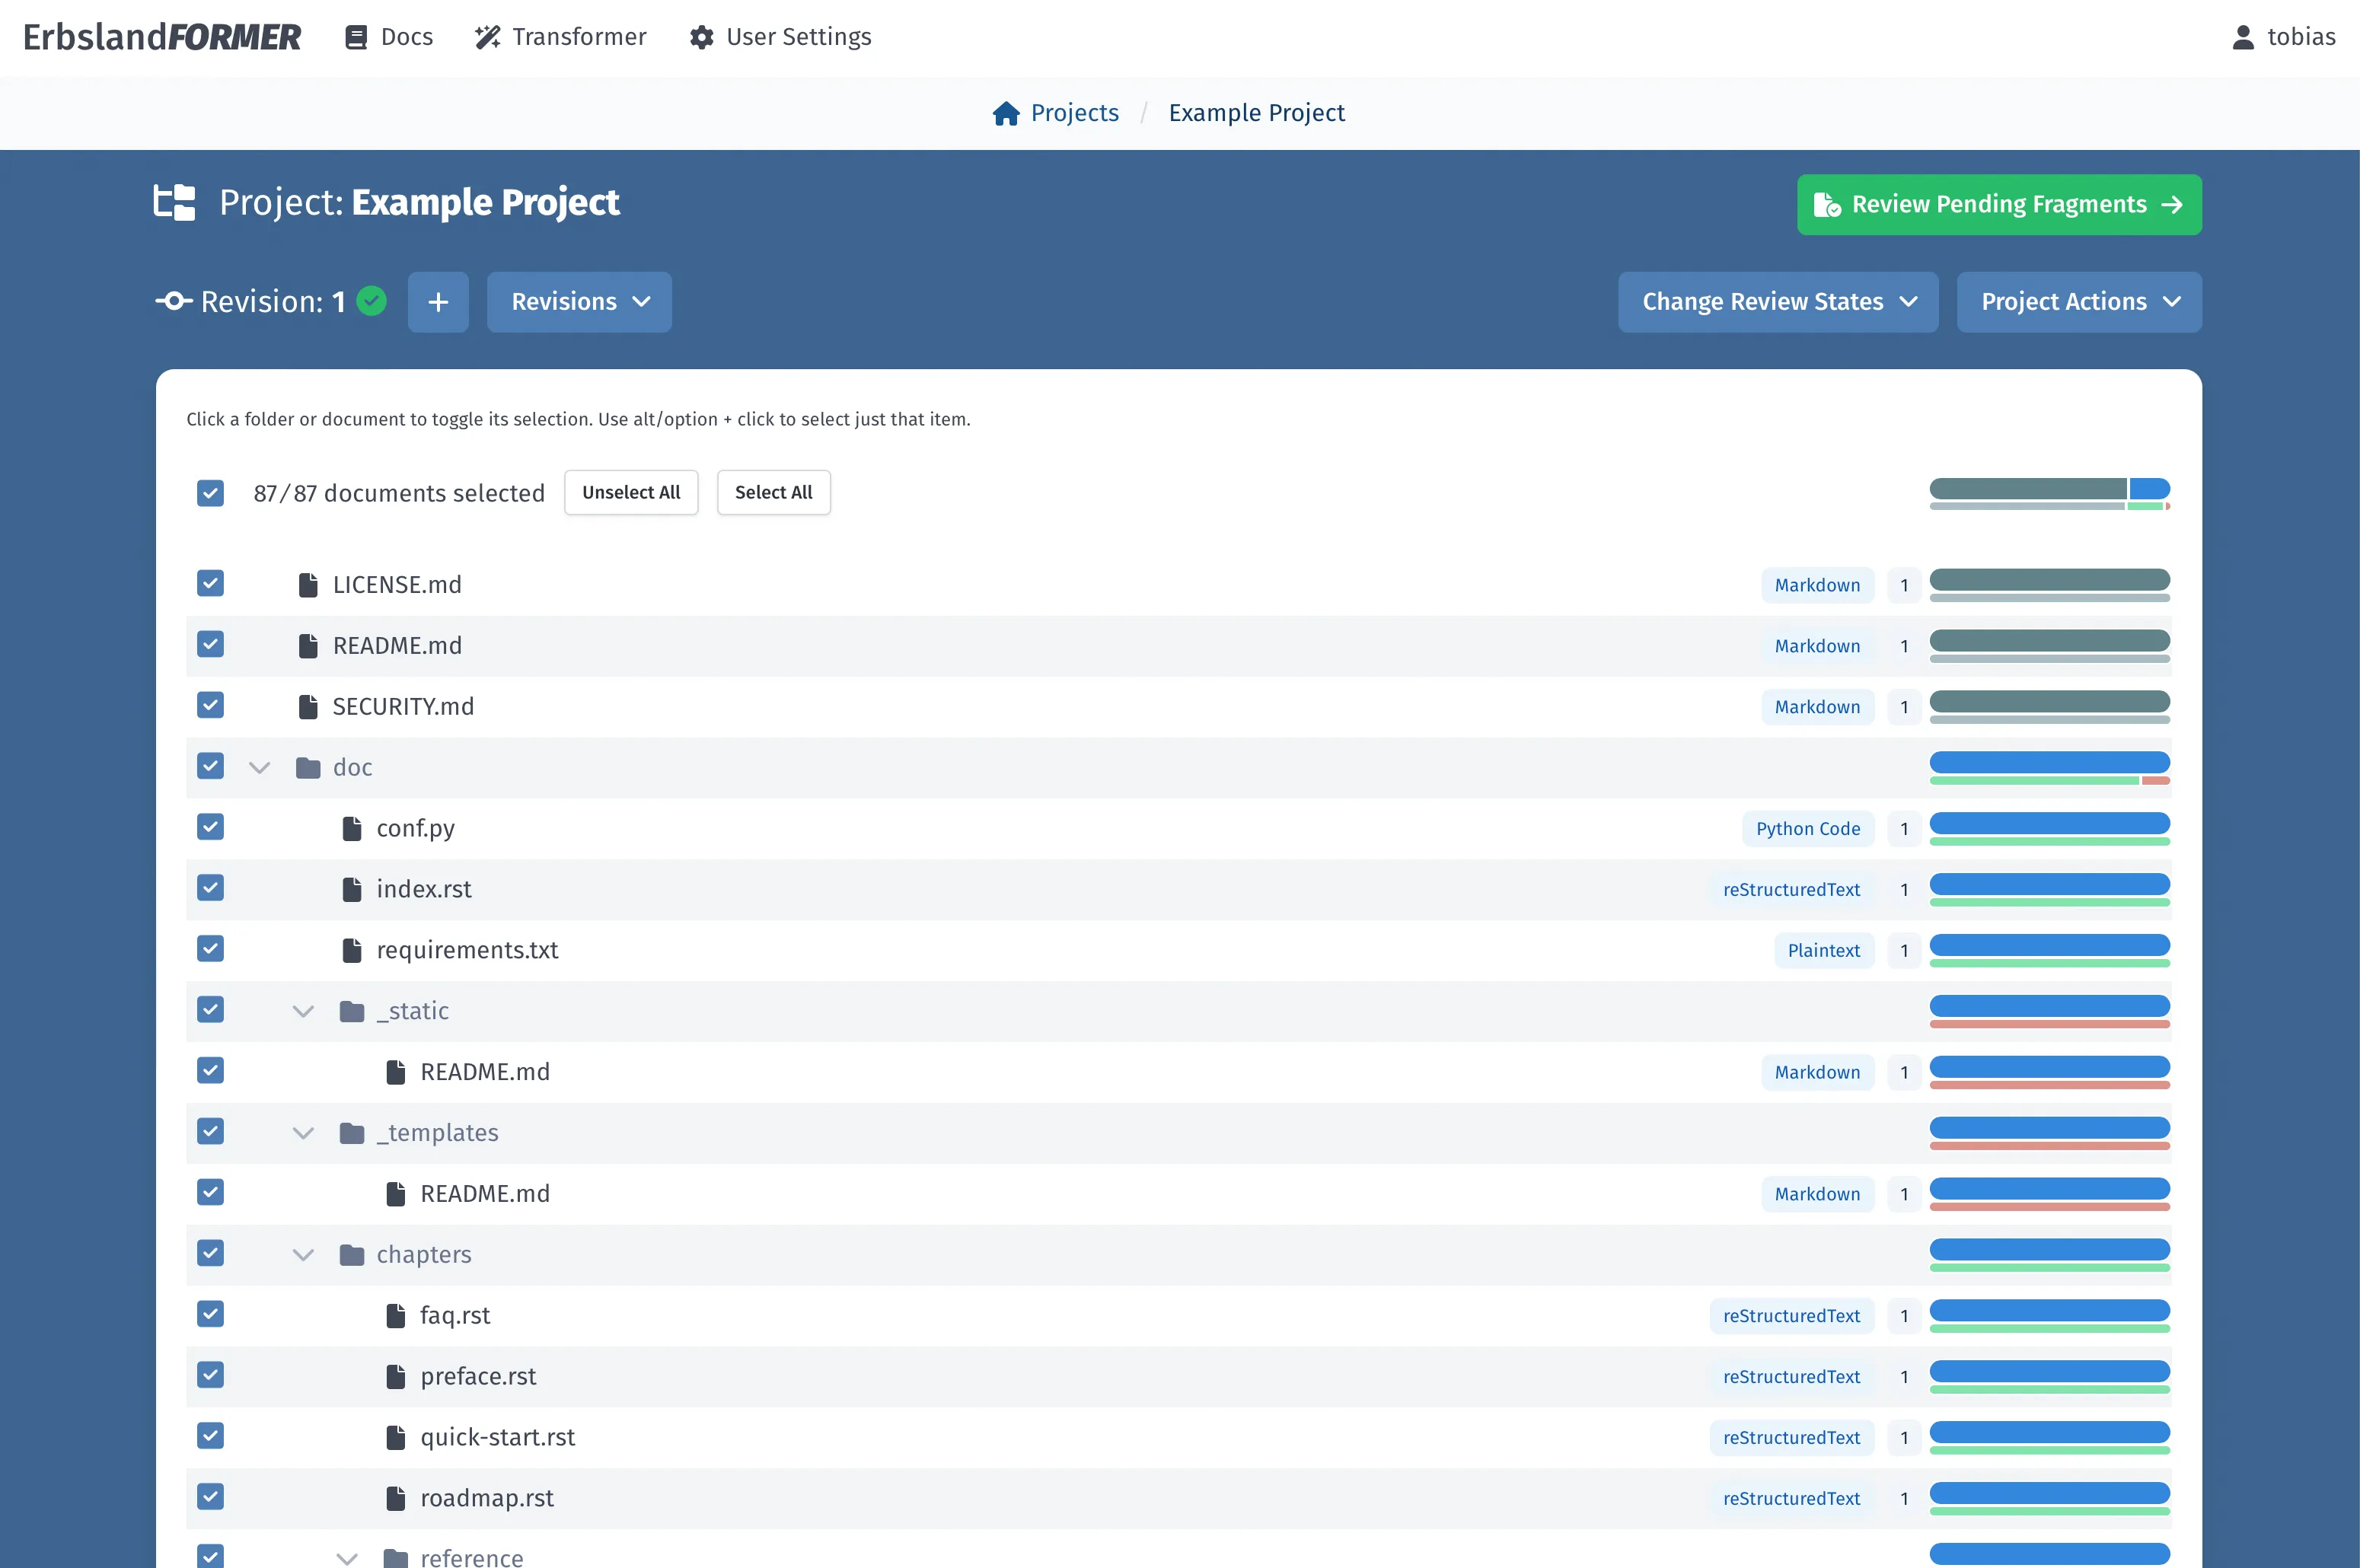 ErbslandFORMER Docs Transformer User Settings tobias
Projects / Example Project
Project: Example Project Review Pending Fragments →
Revision: 1 + Revisions Change Review States Project Actions
Click a folder or document to toggle its selection. Use alt/option + click to select just that item.
87/87 documents selected Unselect All Select All
LICENSE.md Markdown 1
README.md Markdown 1
SECURITY.md Markdown 1
doc
conf.py Python Code 1
index.rst reStructuredText 1
requirements.txt Plaintext 1
_static
README.md Markdown 1
_templates
README.md Markdown 1
chapters
faq.rst reStructuredText 1
preface.rst reStructuredText 1
quick-start.rst reStructuredText 1
roadmap.rst reStructuredText 1
reference